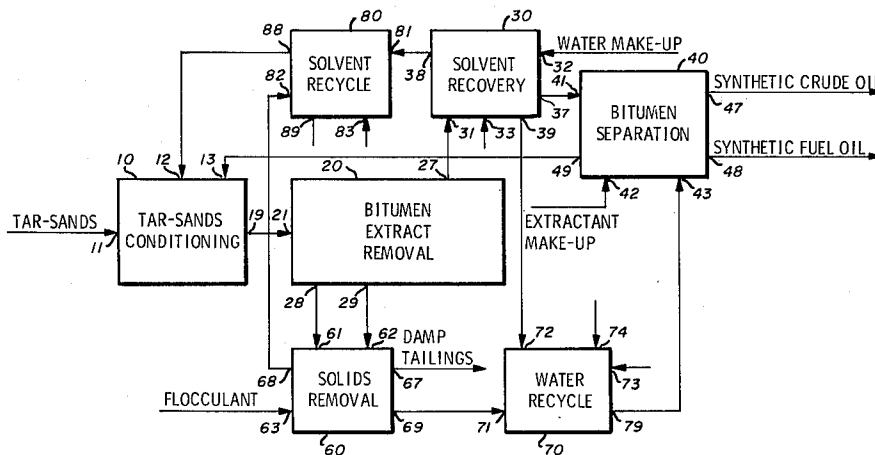 80
30
88
SOLVENT
RECYCLE
81
38
SOLVENT
RECOVERY
WATER MAKE-UP
32
40
82
41
37
BITUMEN
SEPARATION
SYNTHETIC CRUDE OIL
47
89
83
31
33
39
10
12
13
20
27
49
42
43
SYNTHETIC FUEL OIL
48
TAR-SANDS
11
TAR-SANDS
CONDITIONING
19
21
BITUMEN
EXTRACT
REMOVAL
EXTRACTANT
MAKE-UP
28
29
61
62
DAMP
TAILINGS
72
74
68
SOLIDS
REMOVAL
67
WATER
RECYCLE
73
FLOCCULANT
63
69
71
79
60
70